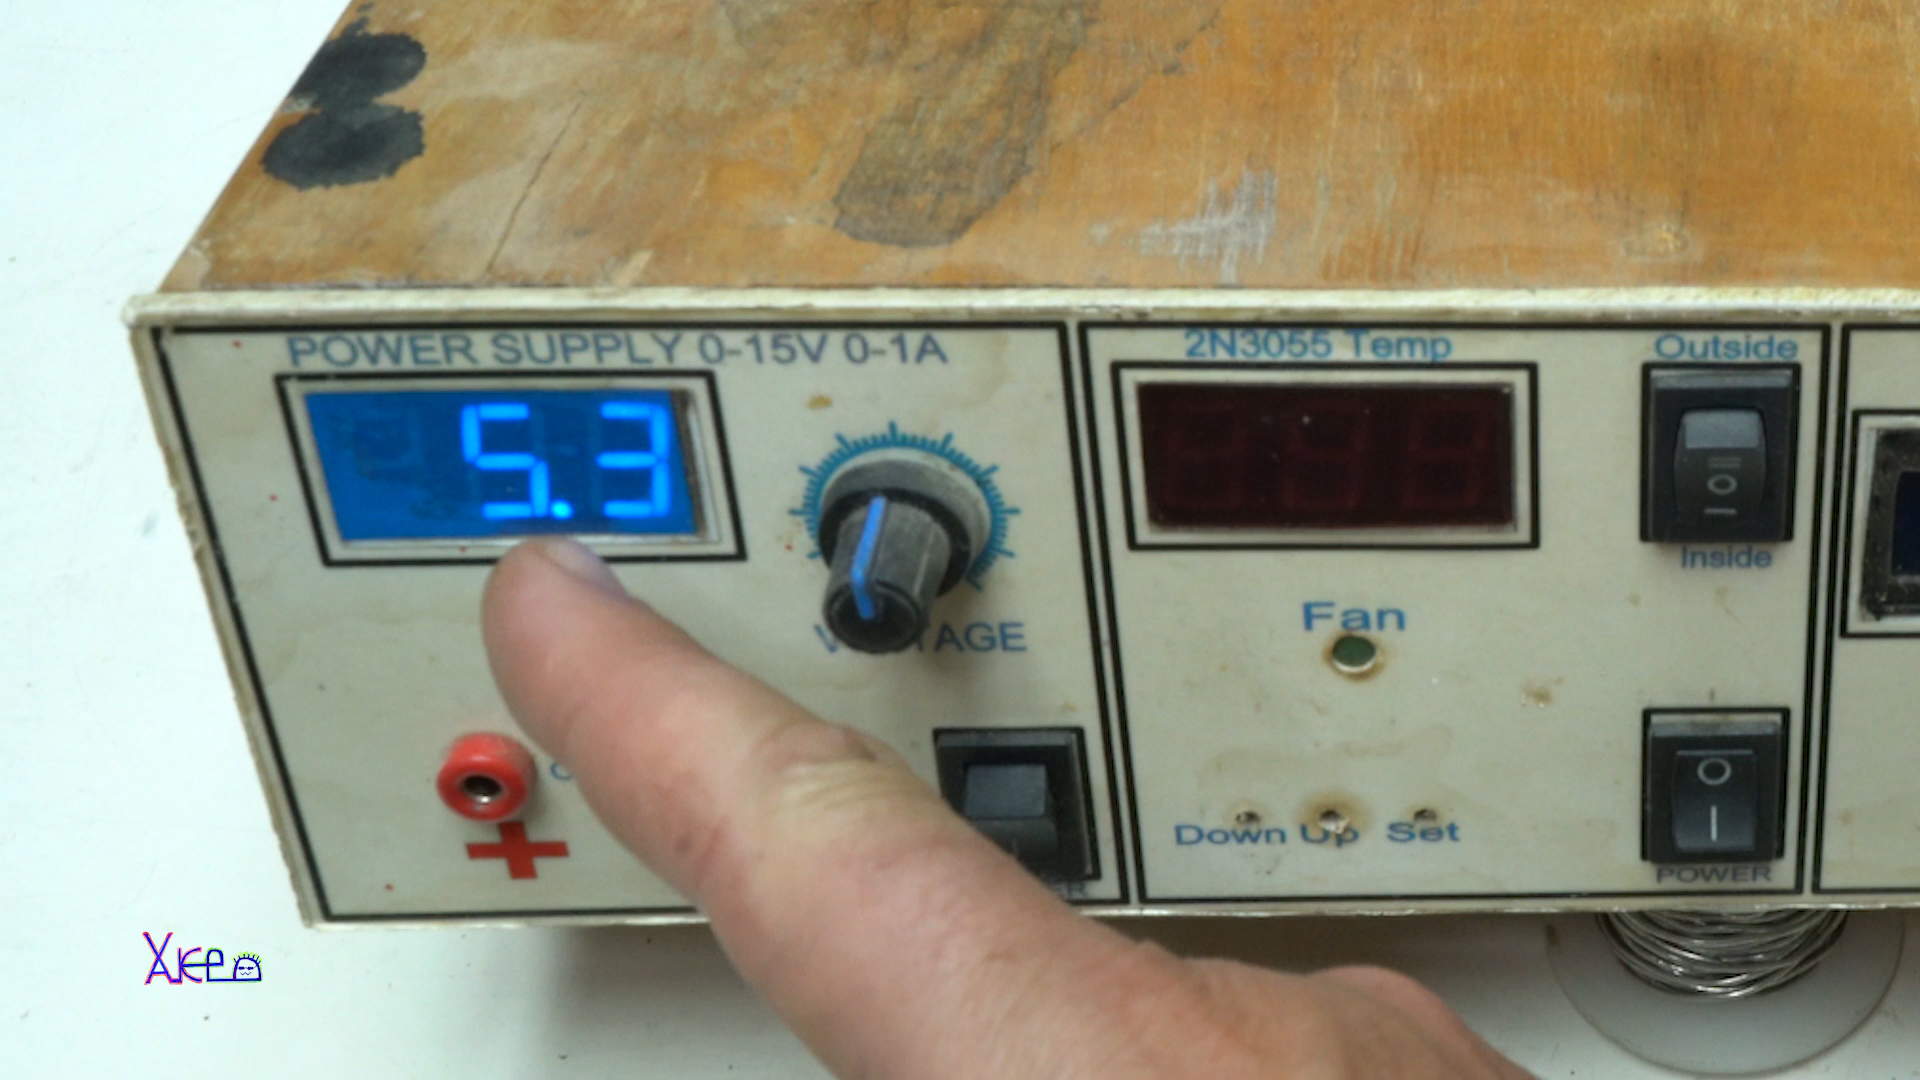 POWER SUPPLY 0-15V 0-1A
5.3
2N3055 Temp
Outside
Inside
Fan
Down Up Set
POWER